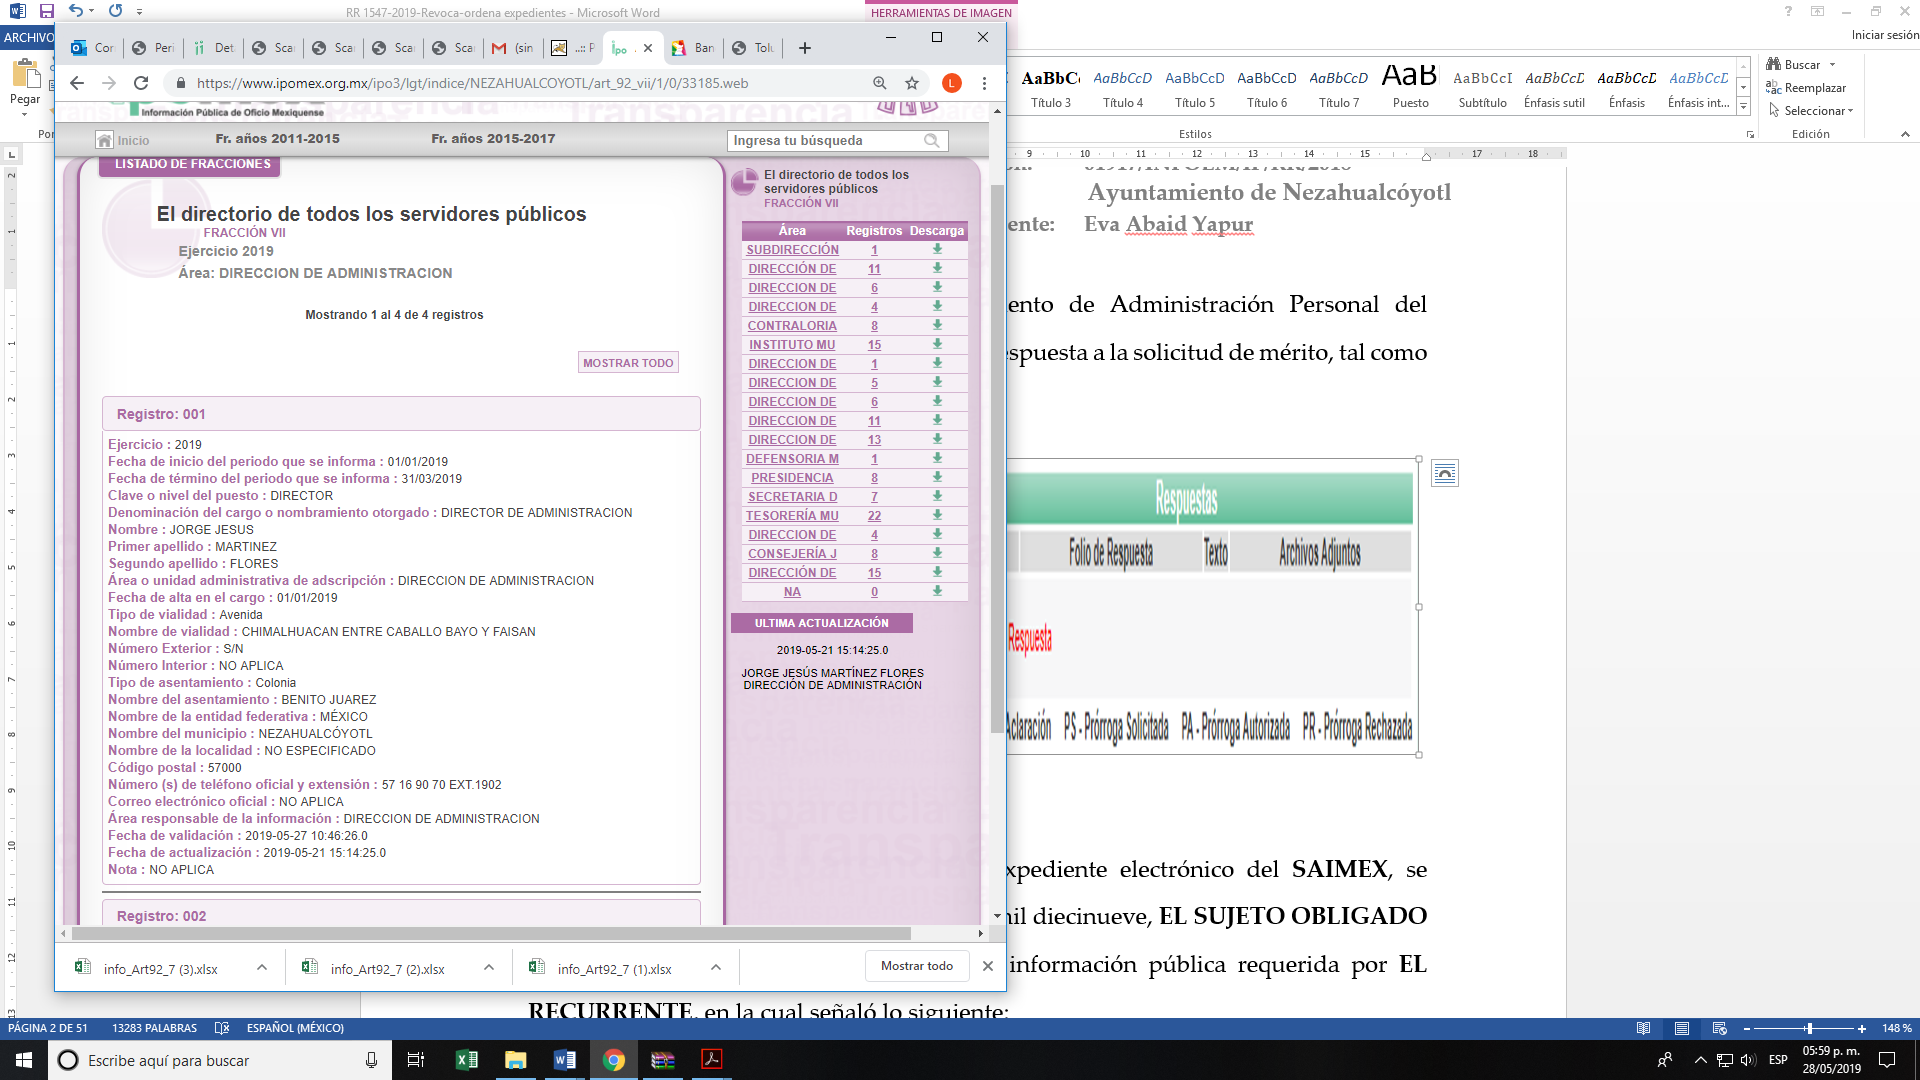 RR 1547-2019-Revoca-ordena expedientes - Microsoft Word
HERRAMIENTAS DE IMAGEN
ARCHIVO
Iniciar sesión
Pegar
Título 3
Título 4
Título 5
Título 6
Título 7
Puesto
Subtítulo
Énfasis sutil
Énfasis
Énfasis int...
Estilos
Buscar
Reemplazar
Seleccionar
Edición
https://www.ipomex.org.mx/ipo3/lgt/indice/NEZAHUALCOYOTL/art_92_vii/1/0/33185.web
Información Pública de Oficio Mexiquense
Inicio
Fr. años 2011-2015
Fr. años 2015-2017
Ingresa tu búsqueda
LISTADO DE FRACCIONES
El directorio de todos los servidores públicos
FRACCIÓN VII
Ejercicio 2019
Área: DIRECCION DE ADMINISTRACION
Mostrando 1 al 4 de 4 registros
MOSTRAR TODO
Registro: 001
Ejercicio : 2019
Fecha de inicio del periodo que se informa : 01/01/2019
Fecha de término del periodo que se informa : 31/03/2019
Clave o nivel del puesto : DIRECTOR
Denominación del cargo o nombramiento otorgado : DIRECTOR DE ADMINISTRACION
Nombre : JORGE JESUS
Primer apellido : MARTINEZ
Segundo apellido : FLORES
Área o unidad administrativa de adscripción : DIRECCION DE ADMINISTRACION
Fecha de alta en el cargo : 01/01/2019
Tipo de vialidad : Avenida
Nombre de vialidad : CHIMALHUACAN ENTRE CABALLO BAYO Y FAISAN
Número Exterior : S/N
Número Interior : NO APLICA
Tipo de asentamiento : Colonia
Nombre del asentamiento : BENITO JUAREZ
Nombre de la entidad federativa : MÉXICO
Nombre del municipio : NEZAHUALCÓYOTL
Nombre de la localidad : NO ESPECIFICADO
Código postal : 57000
Número (s) de teléfono oficial y extensión : 57 16 90 70 EXT.1902
Correo electrónico oficial : NO APLICA
Área responsable de la información : DIRECCION DE ADMINISTRACION
Fecha de validación : 2019-05-27 10:46:26.0
Fecha de actualización : 2019-05-21 15:14:25.0
Nota : NO APLICA
Registro: 002
El directorio de todos los
servidores públicos
FRACCIÓN VII
Área Registros Descarga
SUBDIRECCIÓN 1
DIRECCIÓN DE 11
DIRECCION DE 6
DIRECCION DE 4
CONTRALORIA 8
INSTITUTO MU 15
DIRECCION DE 1
DIRECCION DE 5
DIRECCION DE 6
DIRECCION DE 11
DIRECCION DE 13
DEFENSORIA M 1
PRESIDENCIA 8
SECRETARIA D 7
TESORERÍA MU 22
DIRECCION DE 4
CONSEJERÍA J 8
DIRECCIÓN DE 15
NA 0
ULTIMA ACTUALIZACIÓN
2019-05-21 15:14:25.0
JORGE JESÚS MARTÍNEZ FLORES
DIRECCIÓN DE ADMINISTRACIÓN
info_Art92_7 (3).xlsx
info_Art92_7 (2).xlsx
info_Art92_7 (1).xlsx
Mostrar todo
Ayuntamiento de Nezahualcóyotl
ente: Eva Abaid Yapur
ento de Administración Personal del
espuesta a la solicitud de mérito, tal como
Respuestas
Folio de Respuesta Texto Archivos Adjuntos
Respuesta
Aclaración PS - Prórroga Solicitada PA - Prórroga Autorizada PR - Prórroga Rechazada
xpediente electrónico del SAIMEX, se
nil diecinueve, EL SUJETO OBLIGADO
información pública requerida por EL
RECURRENTE, en la cual señaló lo siguiente:
PÁGINA 2 DE 51
13283 PALABRAS
ESPAÑOL (MÉXICO)
148 %
Escribe aquí para buscar
ESP
05:59 p. m.
28/05/2019